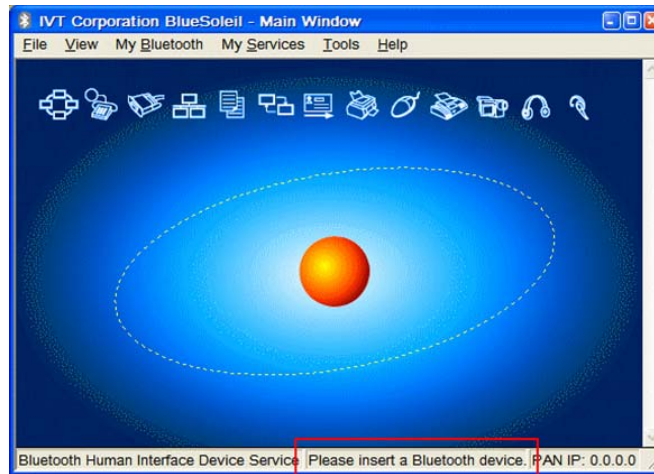 IVT Corporation BlueSoleil - Main Window
File View My Bluetooth My Services Tools Help
Bluetooth Human Interface Device Service Please insert a Bluetooth device. PAN IP: 0.0.0.0